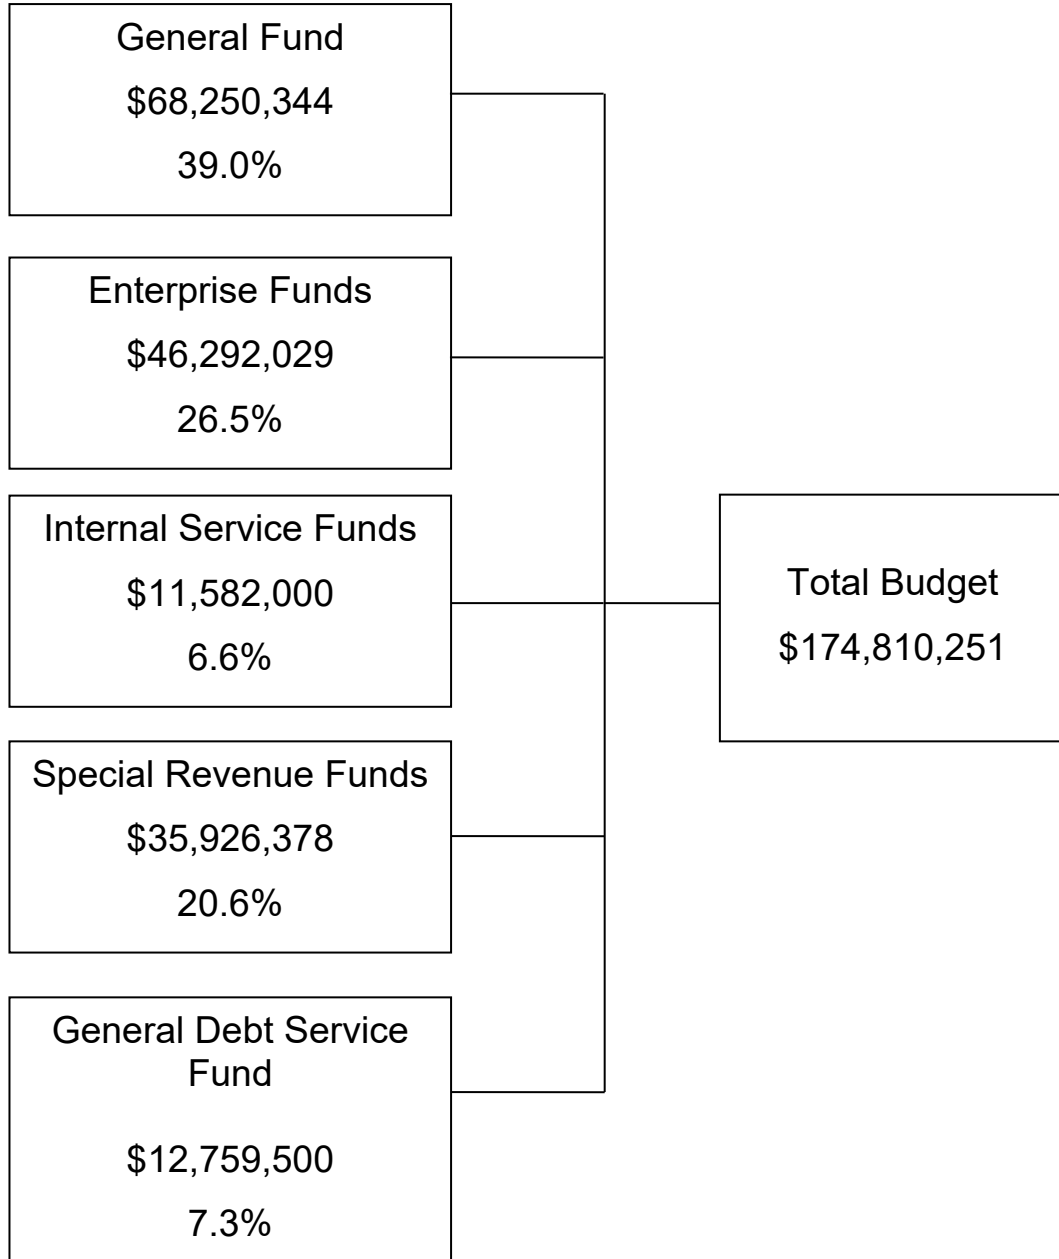 General Fund
$68,250,344
39.0%
Enterprise Funds
$46,292,029
26.5%
Internal Service Funds
$11,582,000
6.6%
Special Revenue Funds
$35,926,378
20.6%
General Debt Service
Fund
$12,759,500
7.3%
Total Budget
$174,810,251